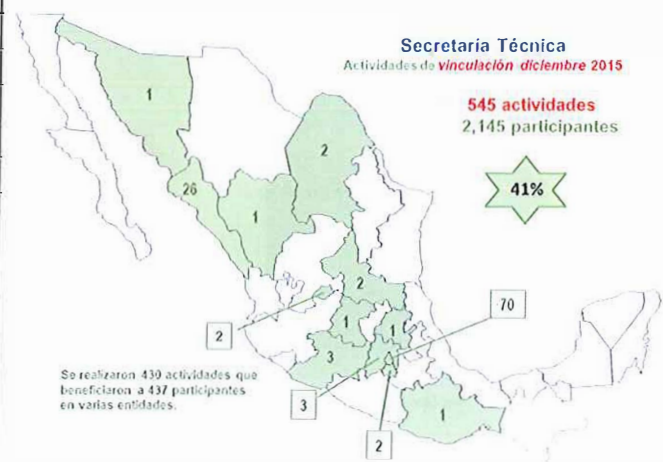 Secretaría Técnica
Actividades de vinculación diciembre 2015
545 actividades
2,145 participantes
41%
1
2
26
1
2
70
2
1
1
3
Se realizaron 430 actividades que
beneficiaron a 437 participantes
en varias entidades.
3
1
2